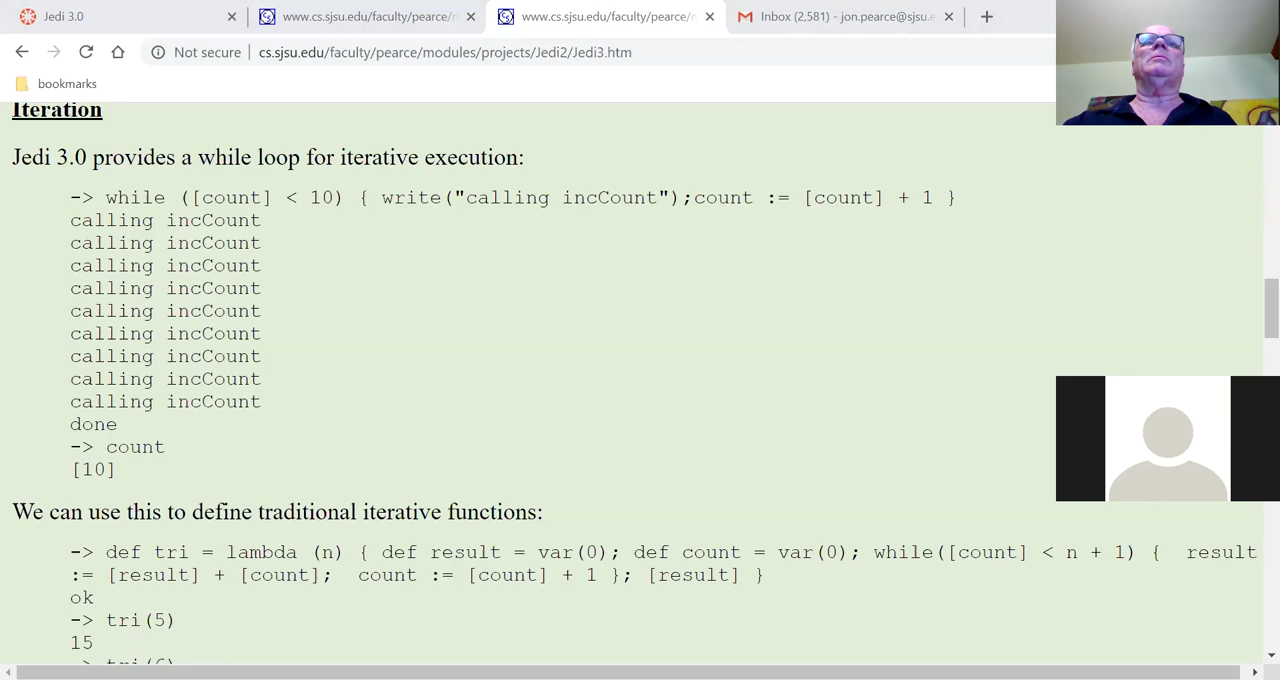 Jedi 3.0
www.cs.sjsu.edu/faculty/pearce/m
www.cs.sjsu.edu/faculty/pearce/m
Inbox (2,581) - jon.pearce@sjsu.e
Not secure
cs.sjsu.edu/faculty/pearce/modules/projects/Jedi2/Jedi3.htm
bookmarks
Iteration
Jedi 3.0 provides a while loop for iterative execution:
-> while ([count] < 10) { write("calling incCount");count := [count] + 1 }
calling incCount
calling incCount
calling incCount
calling incCount
calling incCount
calling incCount
calling incCount
calling incCount
calling incCount
done
-> count
[10]
We can use this to define traditional iterative functions:
-> def tri = lambda (n) { def result = var(0); def count = var(0); while([count] < n + 1) {  result
:= [result] + [count];  count := [count] + 1 }; [result] }
ok
-> tri(5)
15